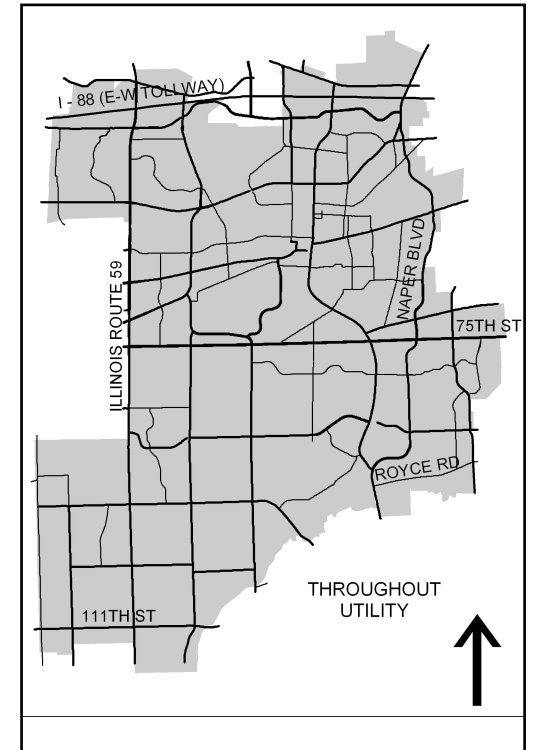 I - 88 (E-W TOLLWAY)
ILLINOIS ROUTE 59
NAPER BLVD
75TH ST
ROYCE RD
THROUGHOUT
UTILITY
111TH ST